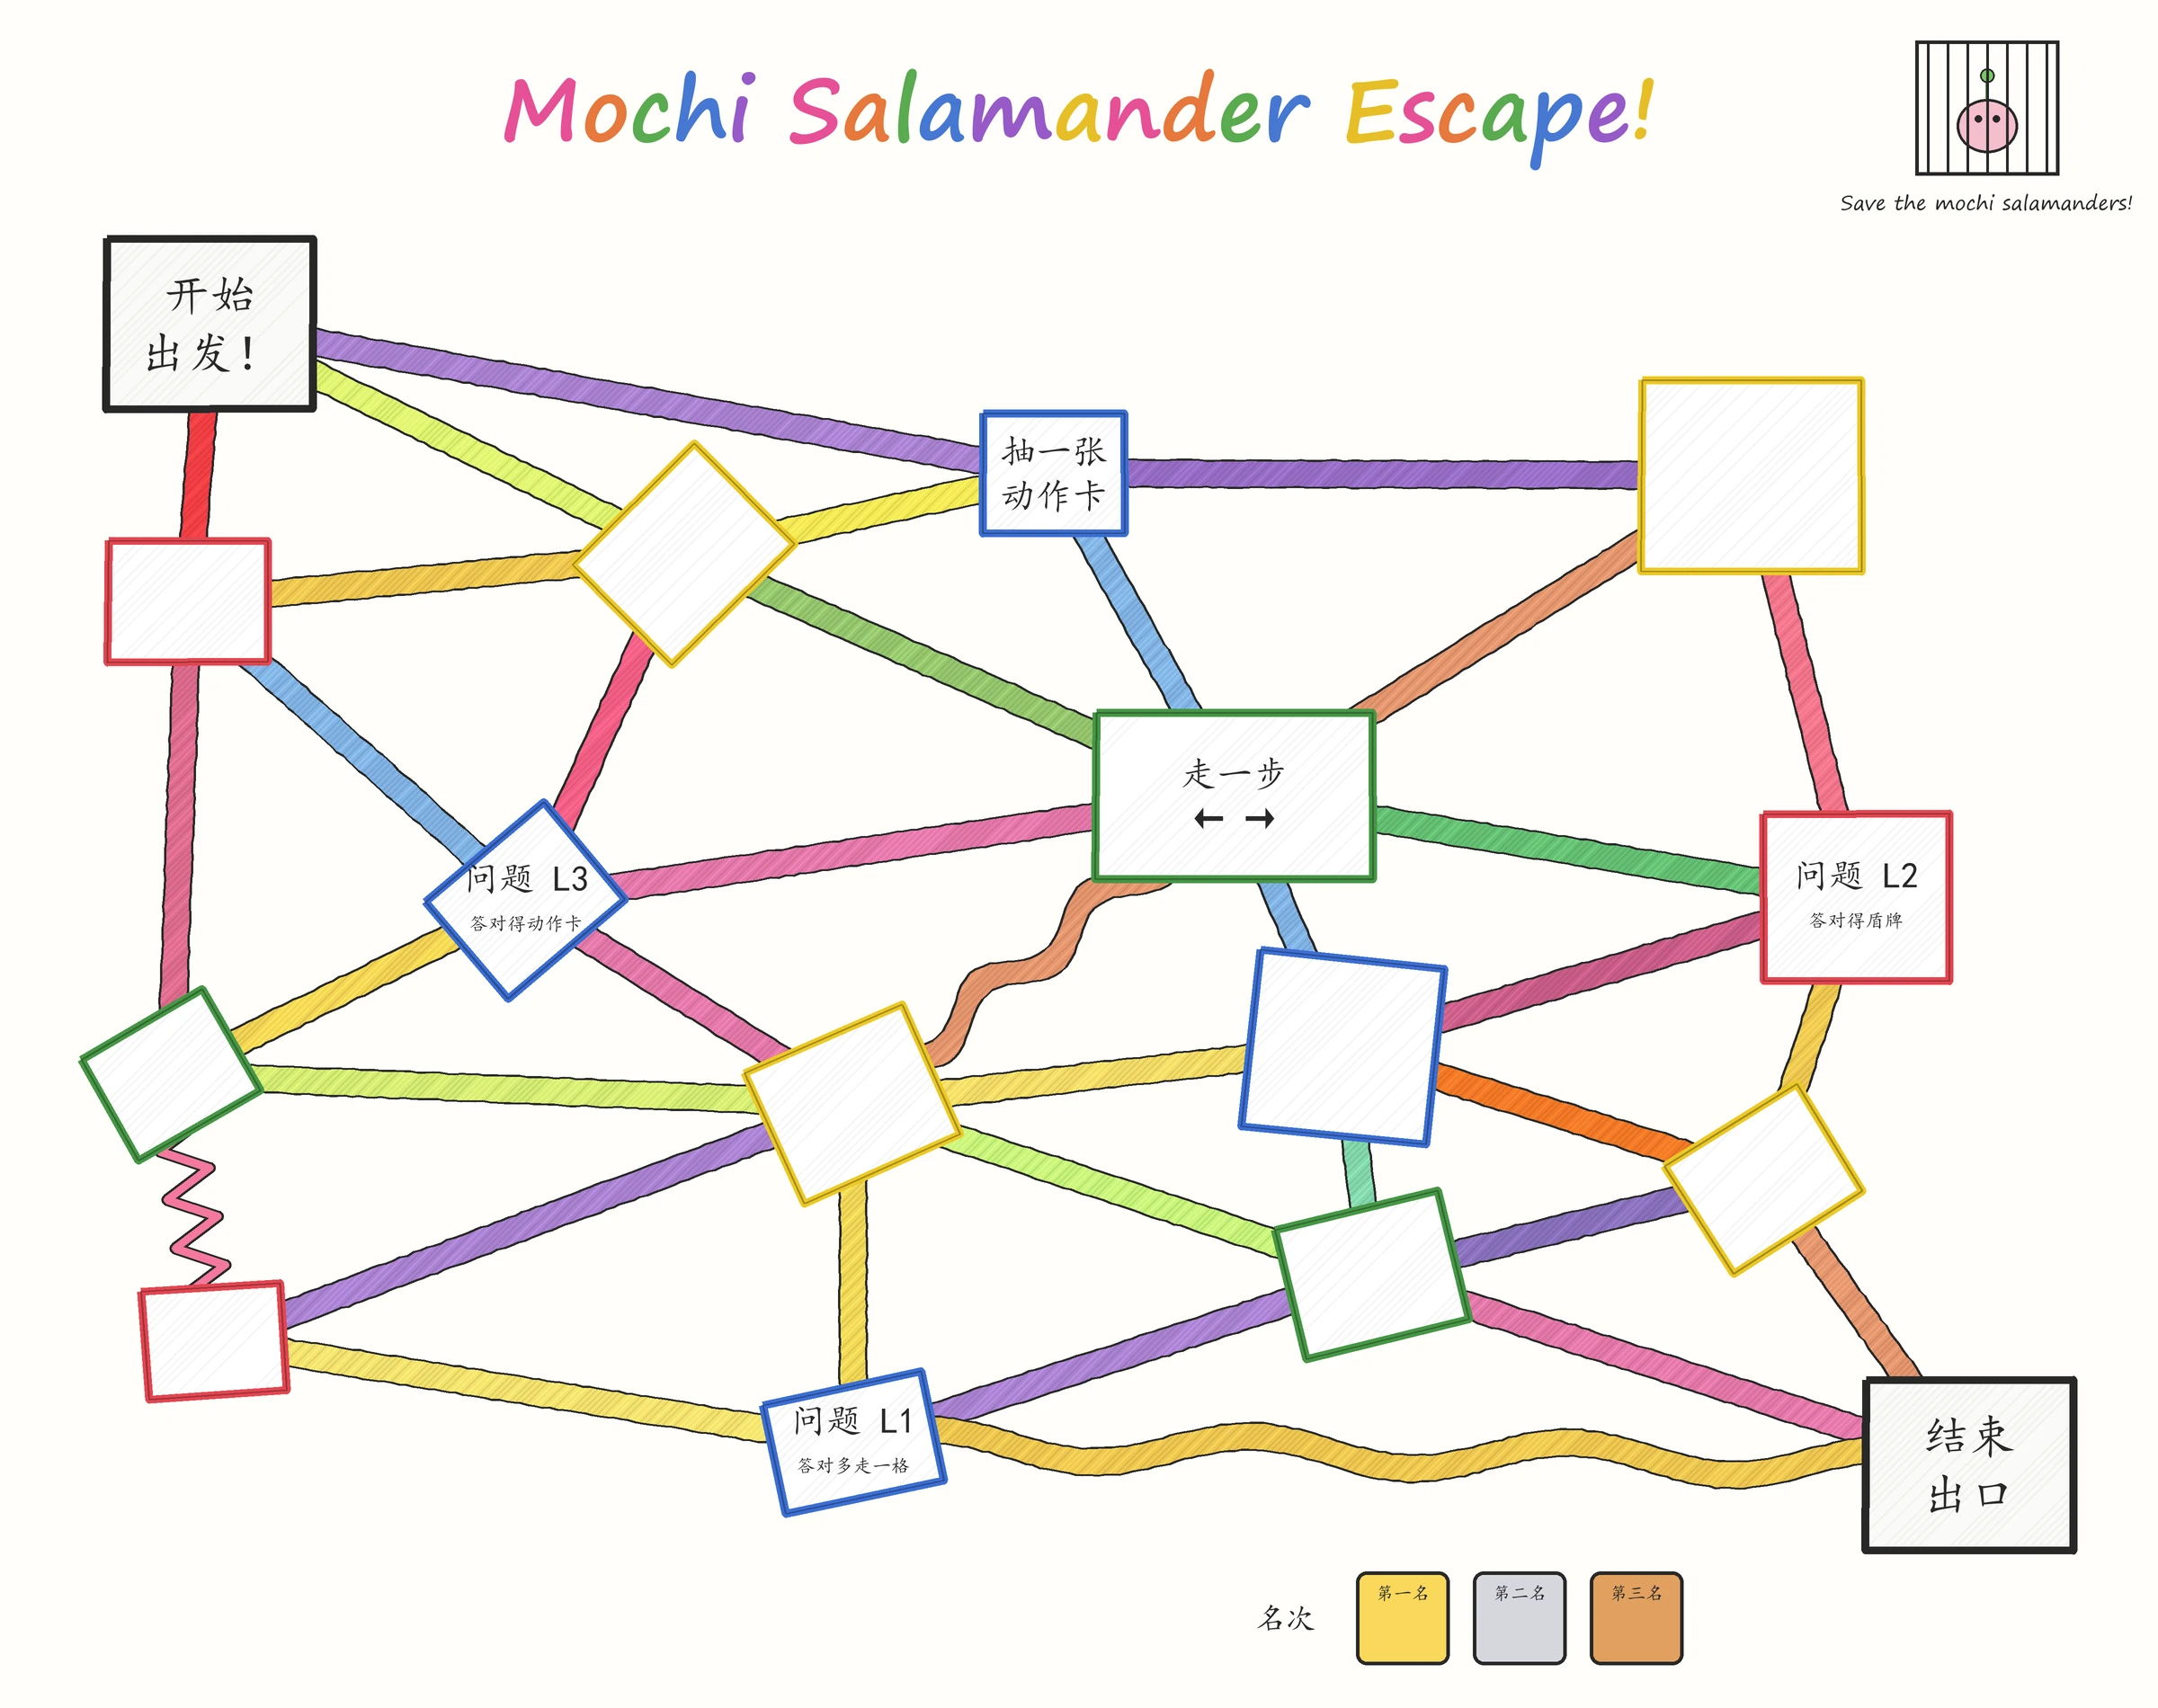 Mochi Salamander Escape!
Save the mochi salamanders!
开始
出发!
抽一张
动作卡
走一步
← →
问题 L3
答对得动作卡
问题 L2
答对得盾牌
问题 L1
答对多走一格
结束
出口
名次
第一名
第二名
第三名